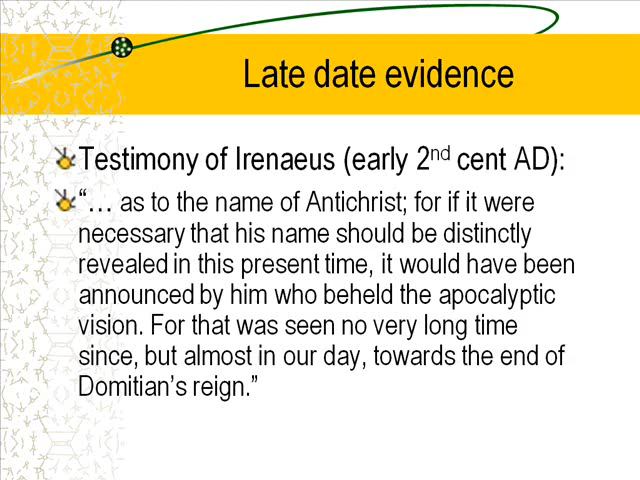 Late date evidence
Testimony of Irenaeus (early 2nd cent AD):
“… as to the name of Antichrist; for if it were
necessary that his name should be distinctly
revealed in this present time, it would have been
announced by him who beheld the apocalyptic
vision. For that was seen no very long time
since, but almost in our day, towards the end of
Domitian’s reign.”